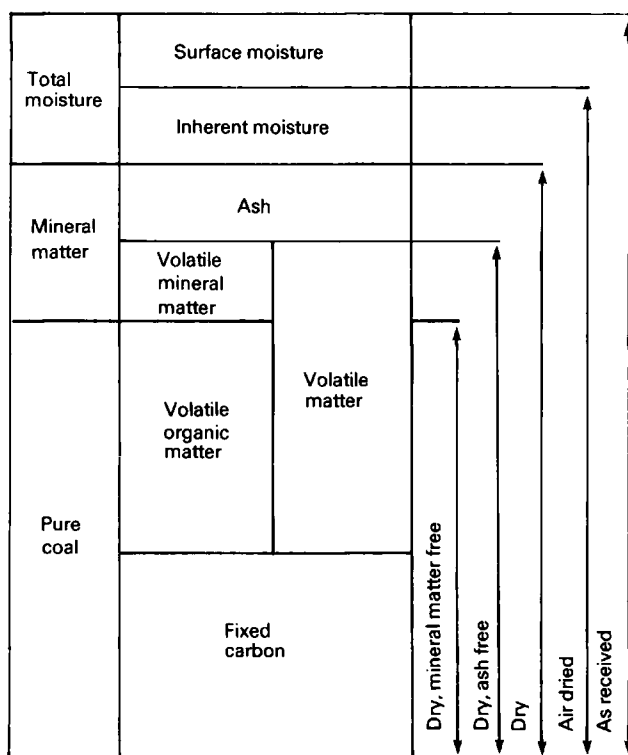 Total
moisture
Surface moisture
Inherent moisture
Mineral
matter
Ash
Volatile
mineral
matter
Volatile
organic
matter
Volatile
matter
Pure
coal
Fixed
carbon
Dry, mineral matter free
Dry, ash free
Dry
Air dried
As received